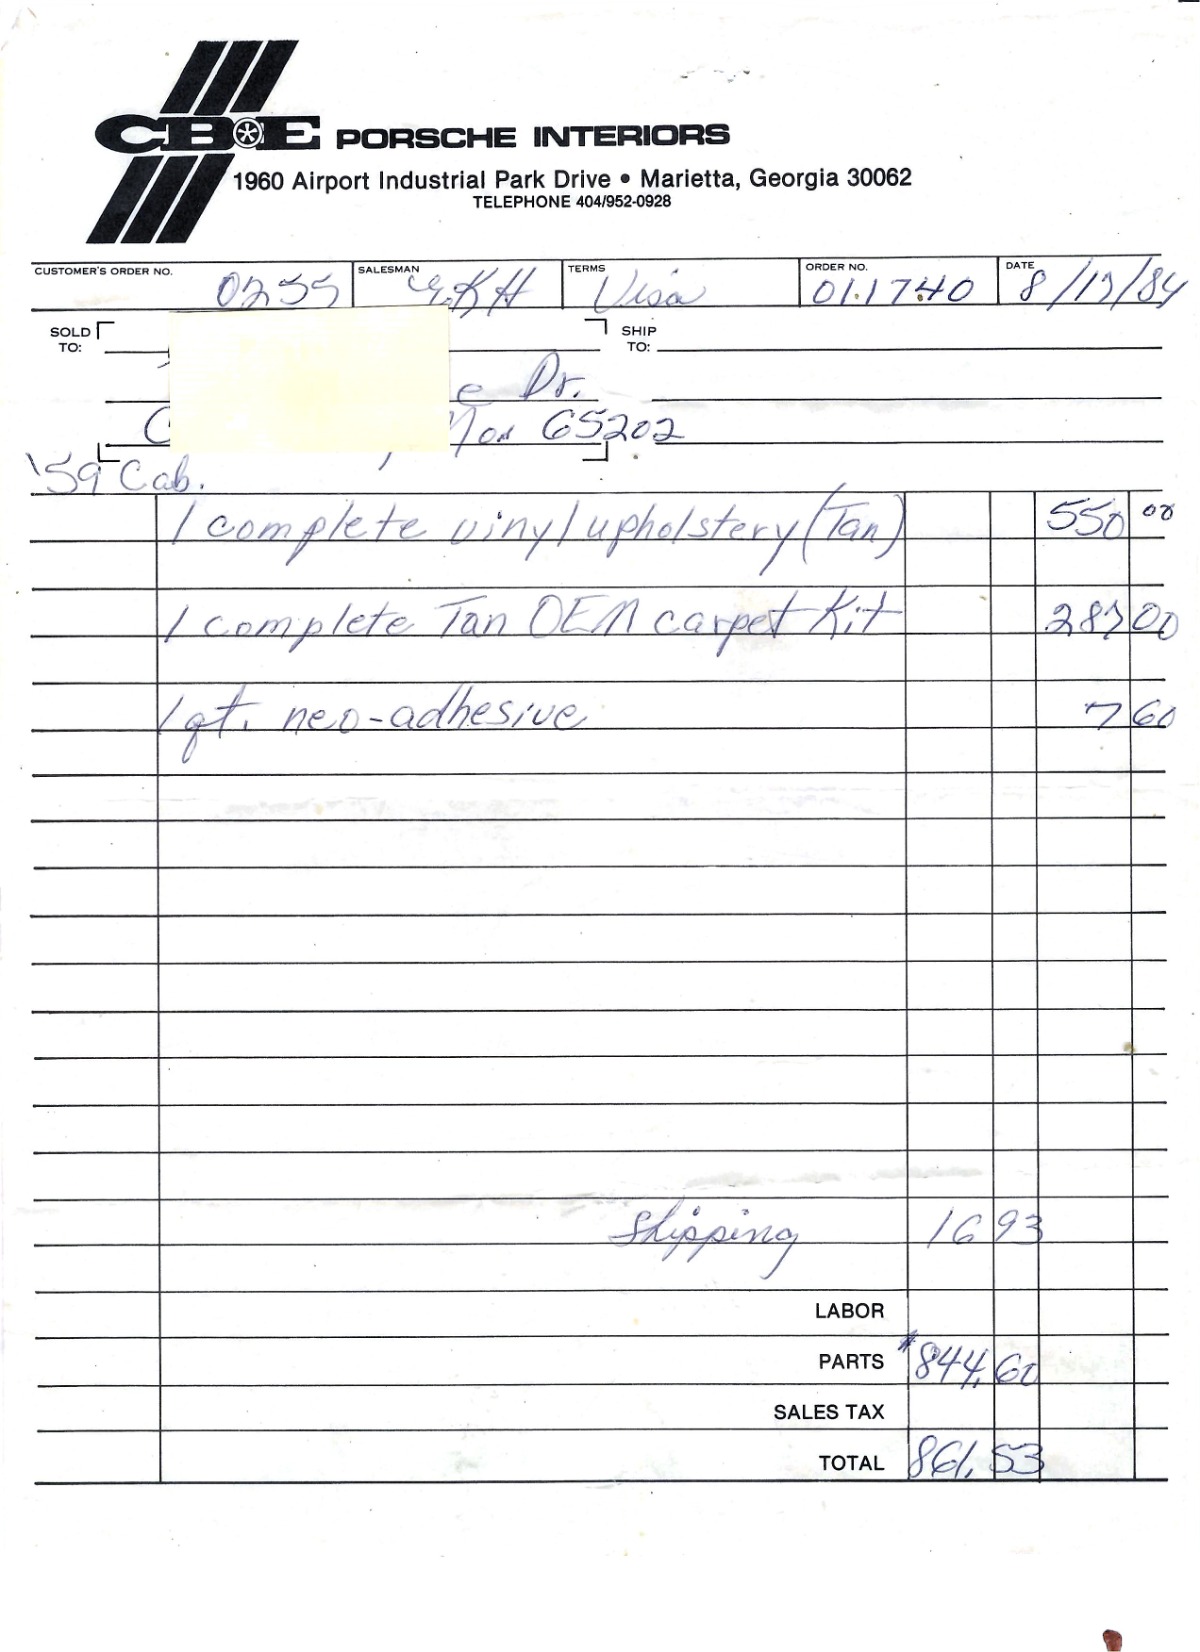 CB*E PORSCHE INTERIORS
1960 Airport Industrial Park Drive • Marietta, Georgia 30062
TELEPHONE 404/952-0928
CUSTOMER'S ORDER NO. 0255 SALESMAN TERMS Visa ORDER NO. 01.1740 DATE 8/13/84
SOLD TO: SHIP TO:
e Dr.
C 65202
'59 Cab.
1 complete vinyl upholstery (Tan) 550 00
1 complete Tan OEM carpet Kit 287 00
1 qt. neo-adhesive 7 60
Shipping 16 93
LABOR
PARTS $844.60
SALES TAX
TOTAL 861.53